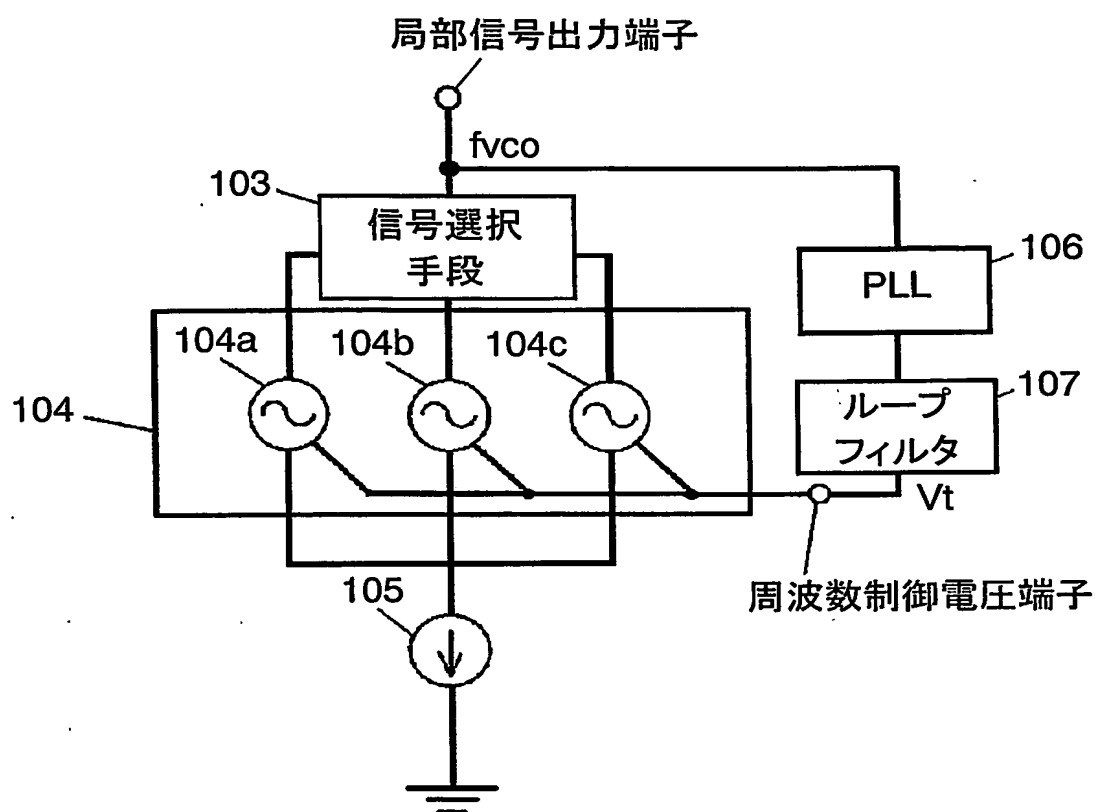 局部信号出力端子
fvco
103
信号選択
手段
106
PLL
104a
104b
104c
104
107
ループ
フィルタ
Vt
105
周波数制御電圧端子